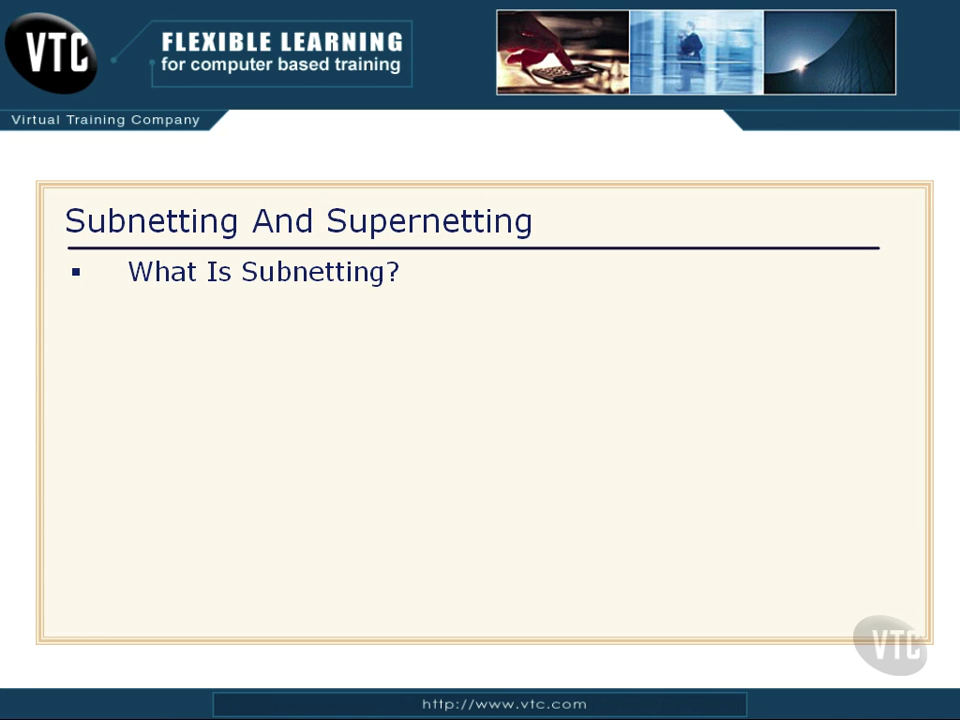 VTC
FLEXIBLE LEARNING
for computer based training
Virtual Training Company
Subnetting And Supernetting
▪ What Is Subnetting?
VTC
http://www.vtc.com